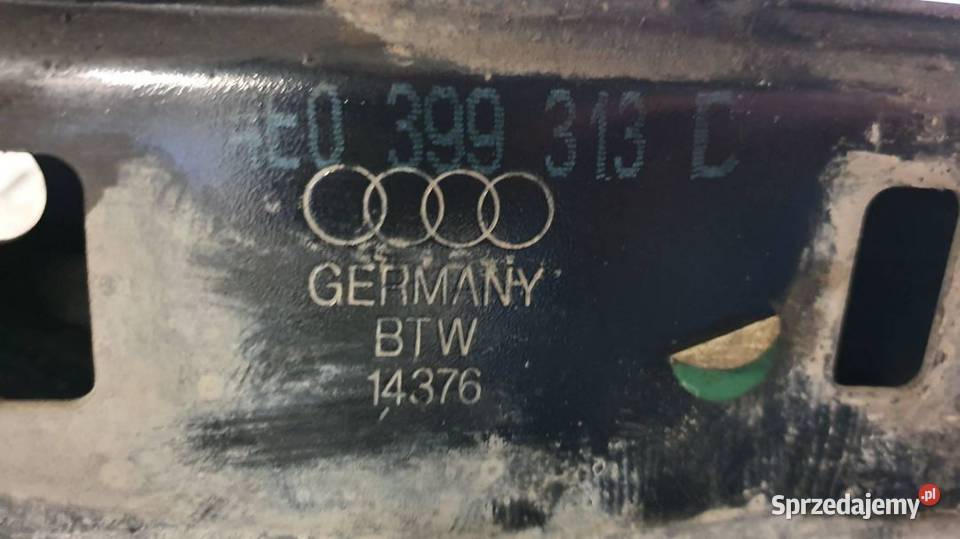 4E0 399 313 C
GERMANY
BTW
14376
Sprzedajemy.pl